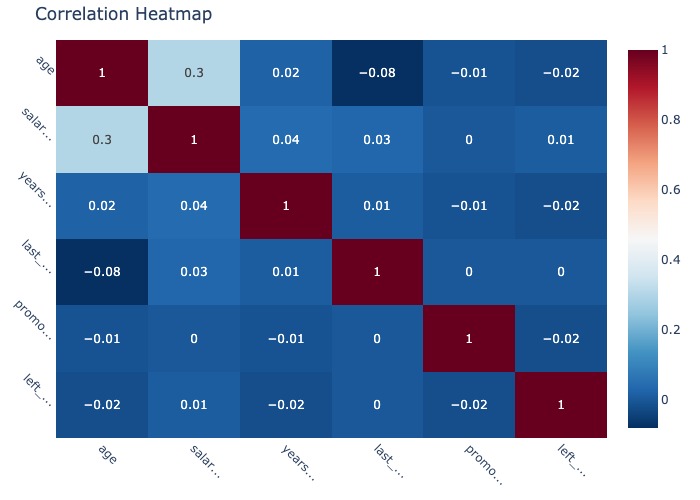 Correlation Heatmap
age 1 0.3 0.02 −0.08 −0.01 −0.02
salar... 0.3 1 0.04 0.03 0 0.01
years... 0.02 0.04 1 0.01 −0.01 −0.02
last_... −0.08 0.03 0.01 1 0 0
promo... −0.01 0 −0.01 0 1 −0.02
left_... −0.02 0.01 −0.02 0 −0.02 1
age salar... years... last_... promo... left_...
1
0.8
0.6
0.4
0.2
0